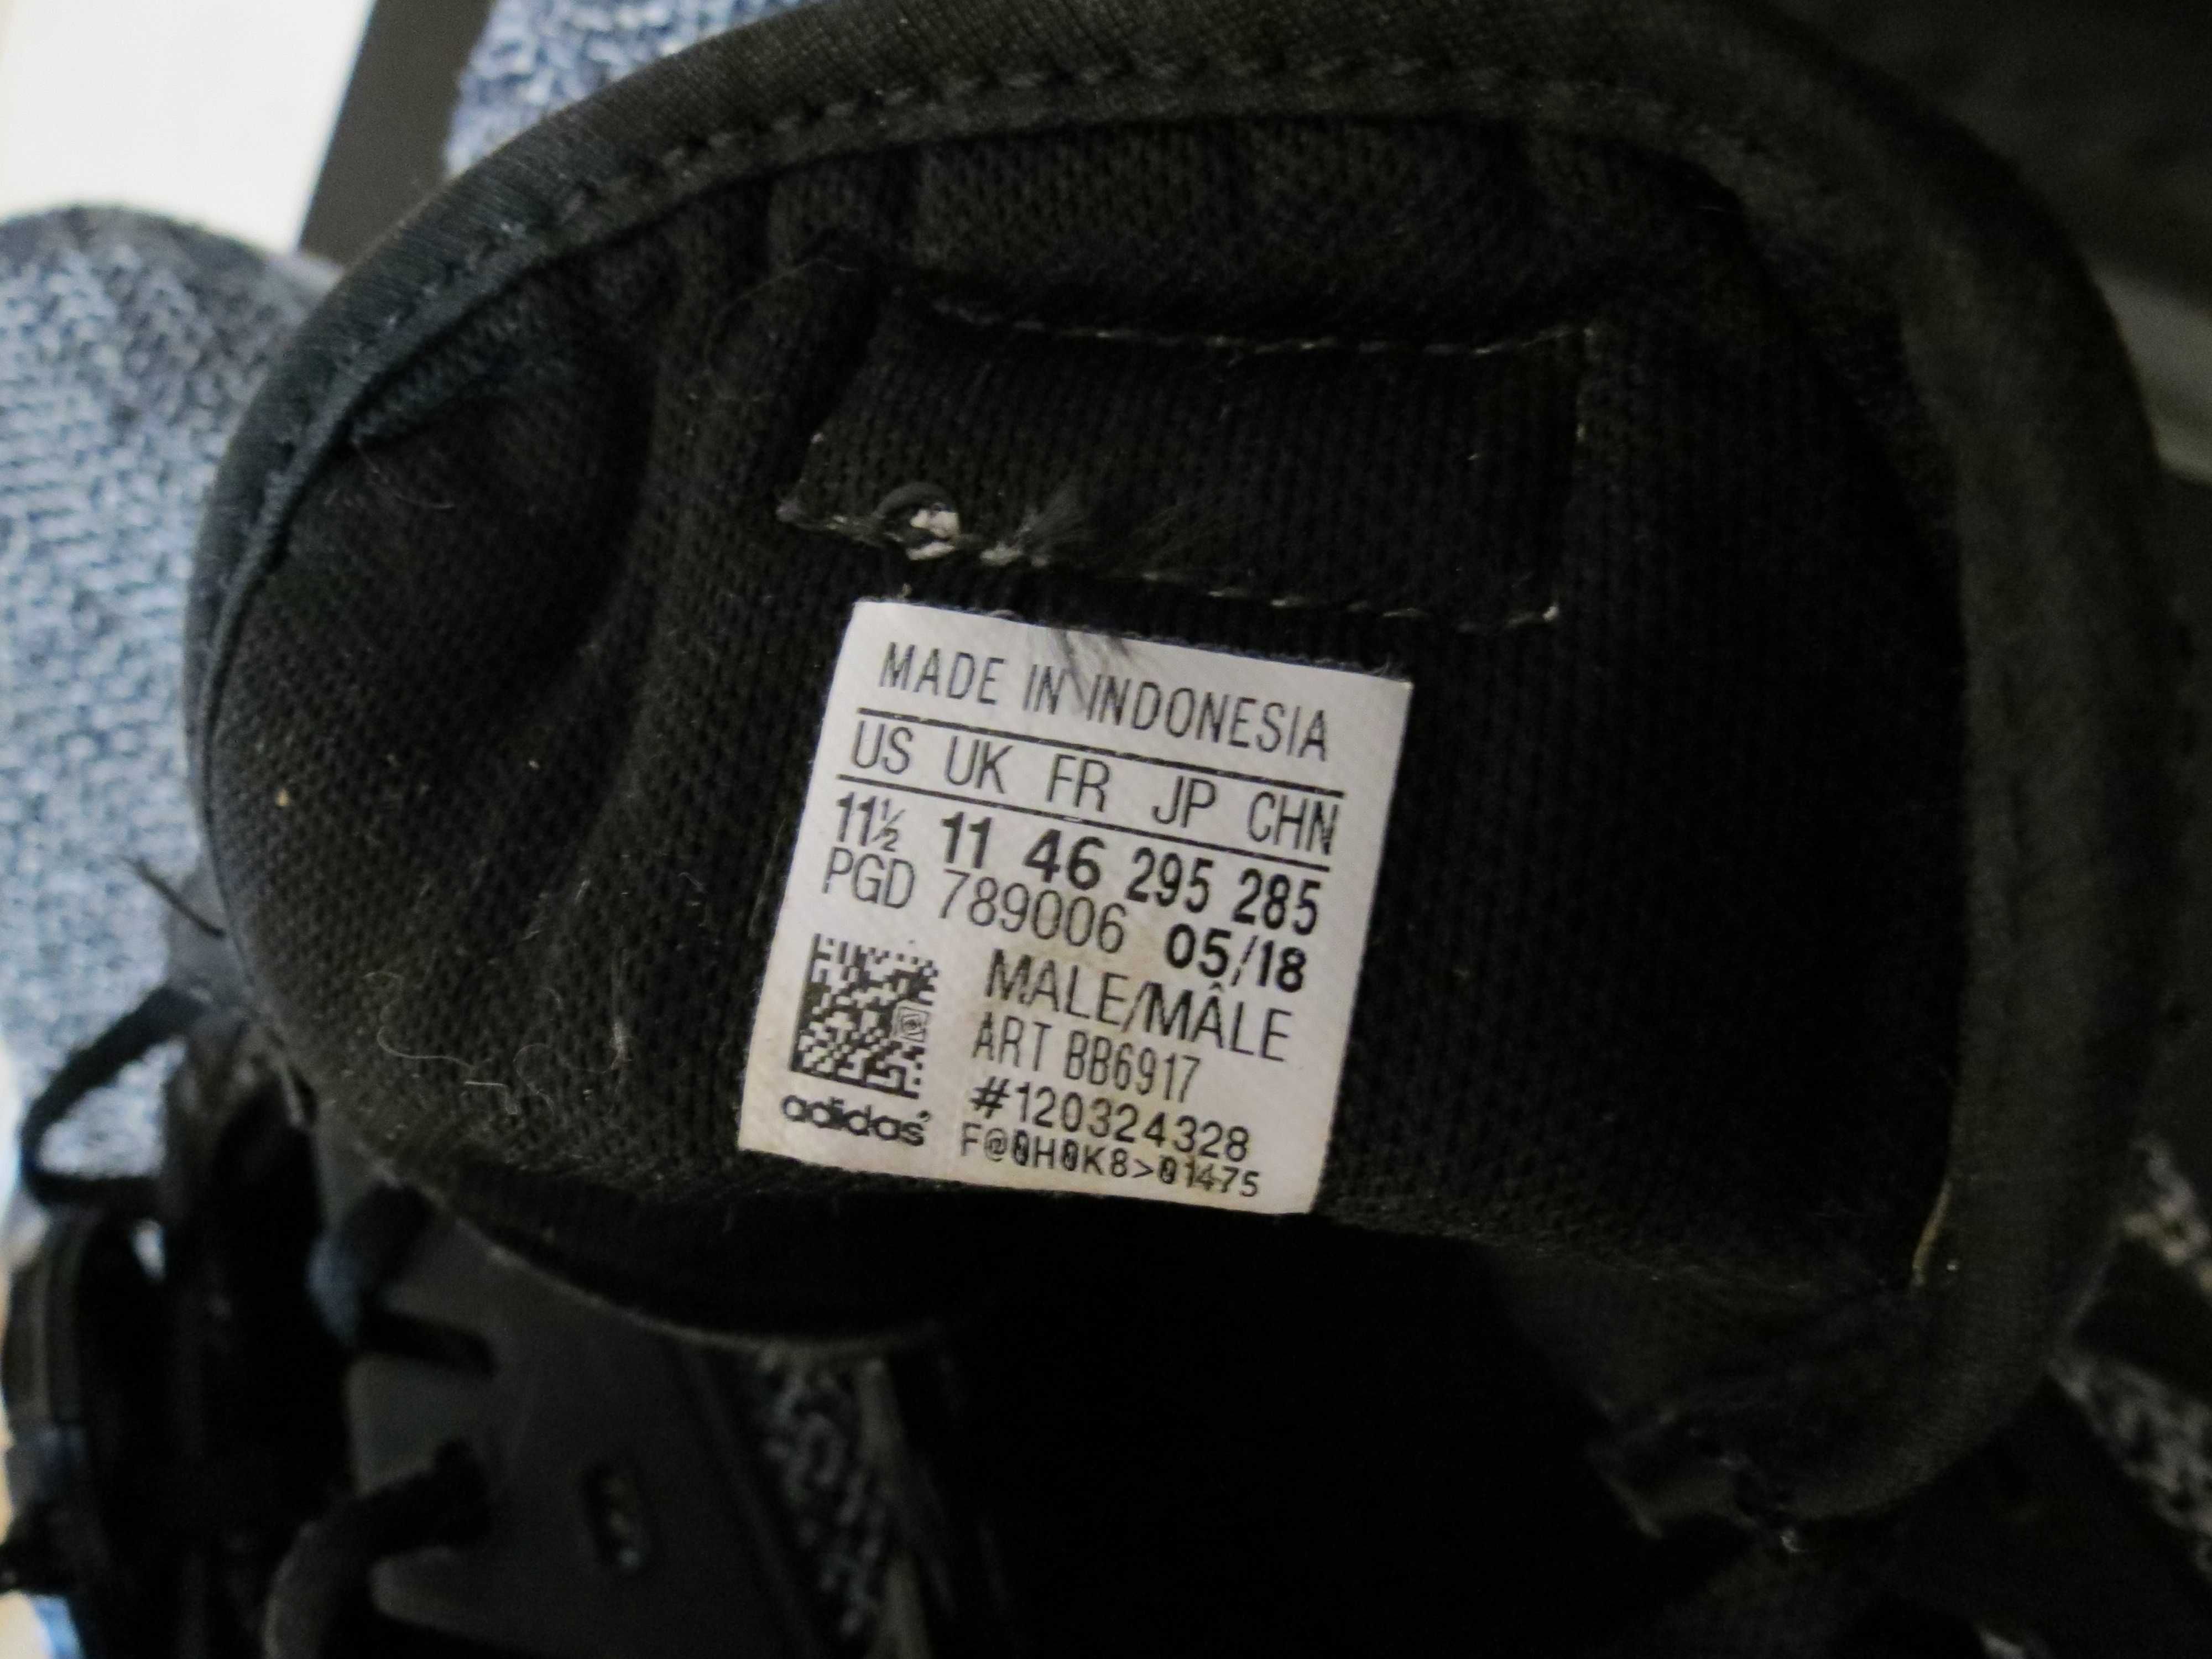 MADE IN INDONESIA
US UK FR JP CHN
11½ 11 46 295 285
PGD 789006 05/18
MALE/MÂLE
ART BB6917
#120324328
F@0H0K8>01475
adidas